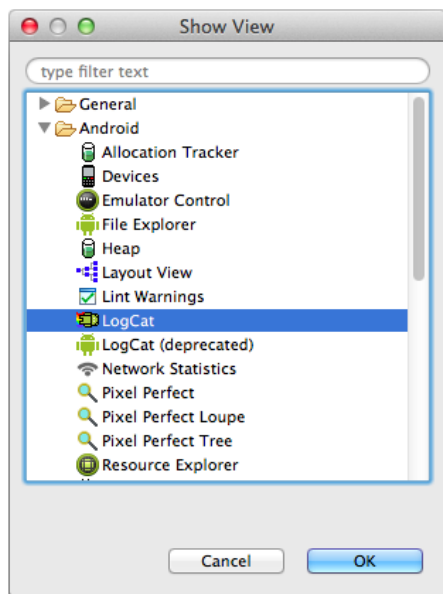 Show View
type filter text
General
Android
Allocation Tracker
Devices
Emulator Control
File Explorer
Heap
Layout View
Lint Warnings
LogCat
LogCat (deprecated)
Network Statistics
Pixel Perfect
Pixel Perfect Loupe
Pixel Perfect Tree
Resource Explorer
Cancel
OK